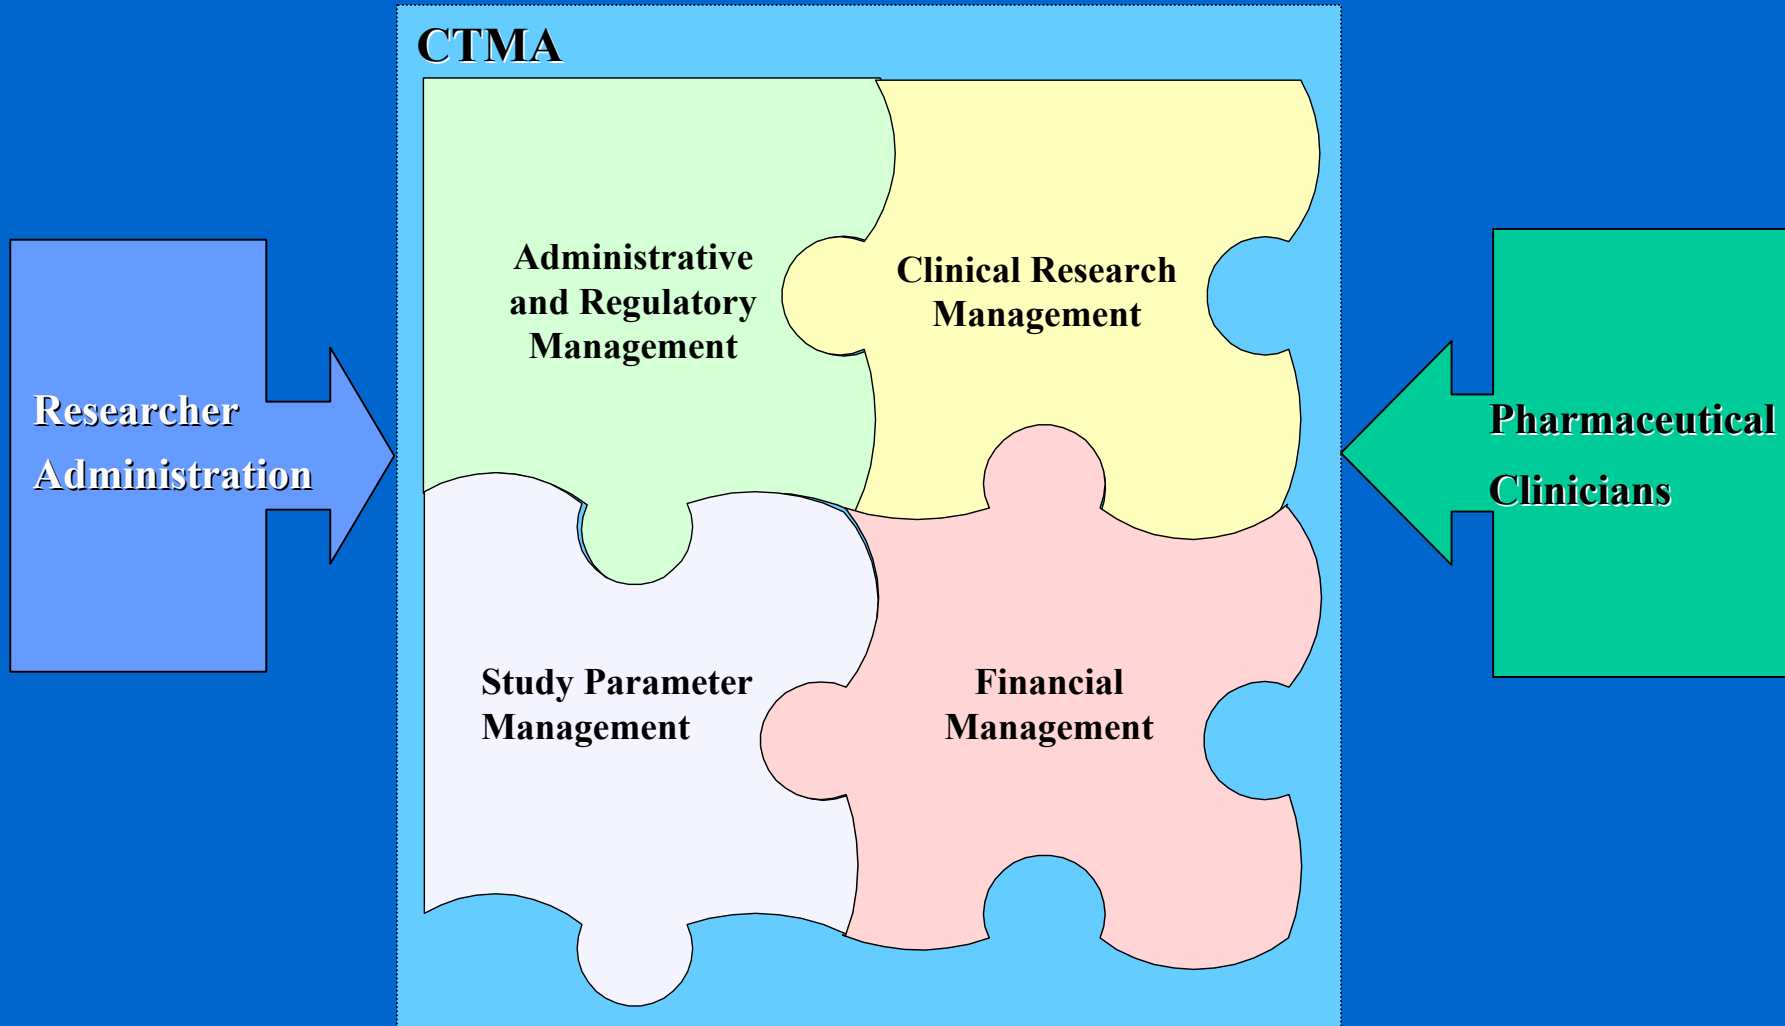 CTMA
Administrative
and Regulatory
Management
Clinical Research
Management
Researcher
Administration
Pharmaceutical
Clinicians
Study Parameter
Management
Financial
Management